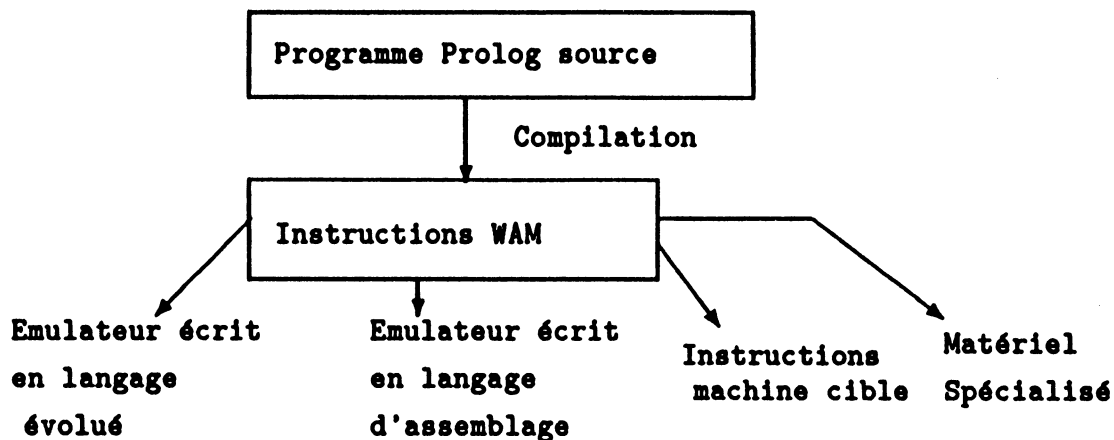 Programme Prolog source
Compilation
Instructions WAM
Emulateur écrit
en langage
évolué
Emulateur écrit
en langage
d'assemblage
Instructions
machine cible
Matériel
Spécialisé